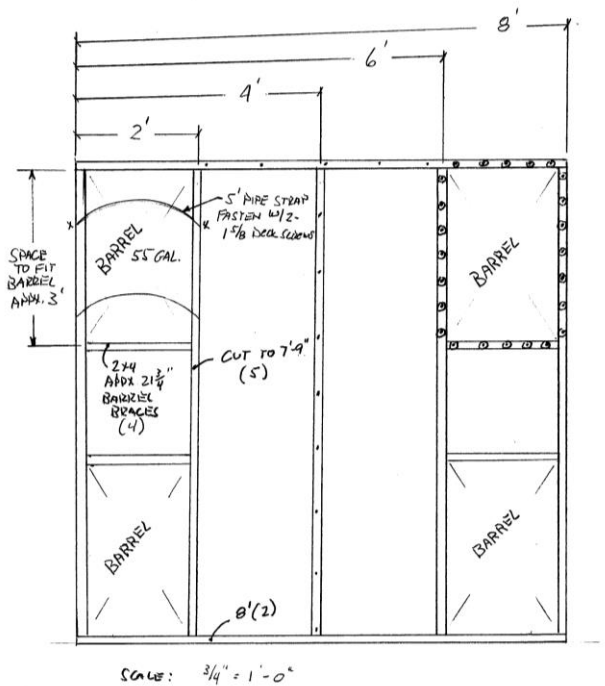 8'
6'
4'
2'
5' PIPE STRAP
FASTEN W/2-
1 5/8 DECK SCREWS
BARREL
55 GAL.
SPACE
TO FIT
BARREL
APPX. 3'
BARREL
2x4
APPX 21 3/4"
BARREL
BRACES
(4)
CUT TO 7'-9"
(5)
BARREL
BARREL
8'(2)
SCALE: 3/4" = 1'-0"